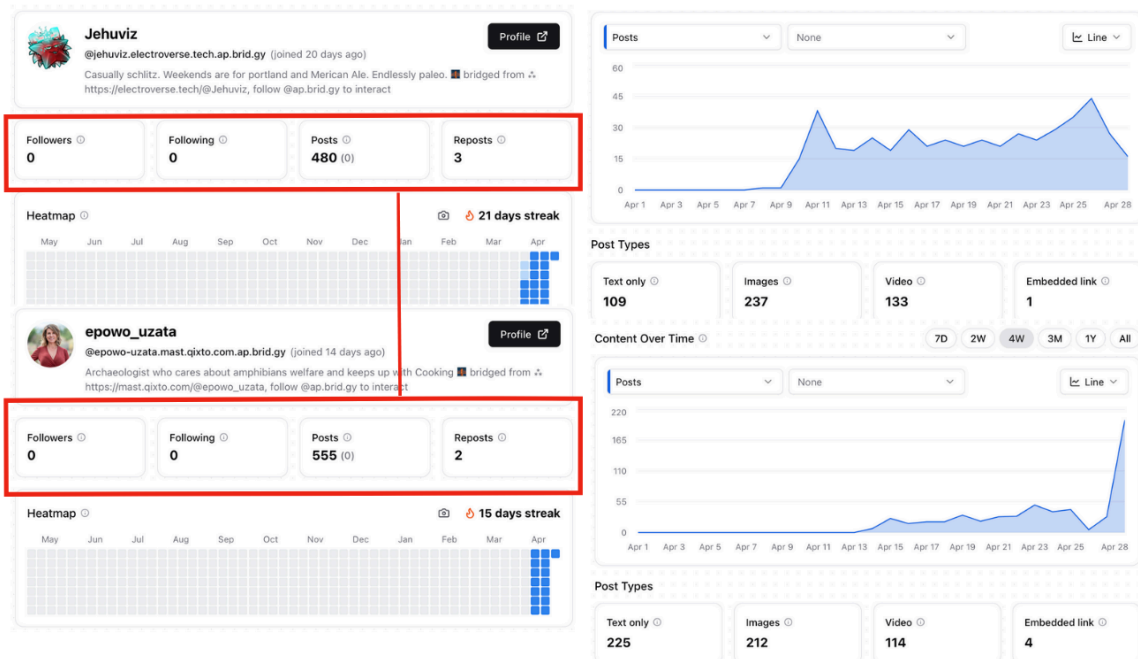 Jehuviz
Profile
@jehuviz.electroverse.tech.ap.brid.gy (joined 20 days ago)
Casually schlitz. Weekends are for portland and Merican Ale. Endlessly paleo. 🌉 bridged from ⁂
https://electroverse.tech/@Jehuviz, follow @ap.brid.gy to interact
Followers Following Posts Reposts
0 0 480 (0) 3
Heatmap 21 days streak
May Jun Jul Aug Sep Oct Nov Dec Jan Feb Mar Apr
epowo_uzata
Profile
@epowo-uzata.mast.qixto.com.ap.brid.gy (joined 14 days ago)
Archaeologist who cares about amphibians welfare and keeps up with Cooking 🌉 bridged from ⁂
https://mast.qixto.com/@epowo_uzata, follow @ap.brid.gy to interact
Followers Following Posts Reposts
0 0 555 (0) 2
Heatmap 15 days streak
May Jun Jul Aug Sep Oct Nov Dec Jan Feb Mar Apr
Posts None Line
60
45
30
15
0
Apr 1 Apr 3 Apr 5 Apr 7 Apr 9 Apr 11 Apr 13 Apr 15 Apr 17 Apr 19 Apr 21 Apr 23 Apr 25 Apr 28
Post Types
Text only Images Video Embedded link
109 237 133 1
Content Over Time 7D 2W 4W 3M 1Y All
Posts None Line
220
165
110
55
0
Apr 1 Apr 3 Apr 5 Apr 7 Apr 9 Apr 11 Apr 13 Apr 15 Apr 17 Apr 19 Apr 21 Apr 23 Apr 25 Apr 28
Post Types
Text only Images Video Embedded link
225 212 114 4